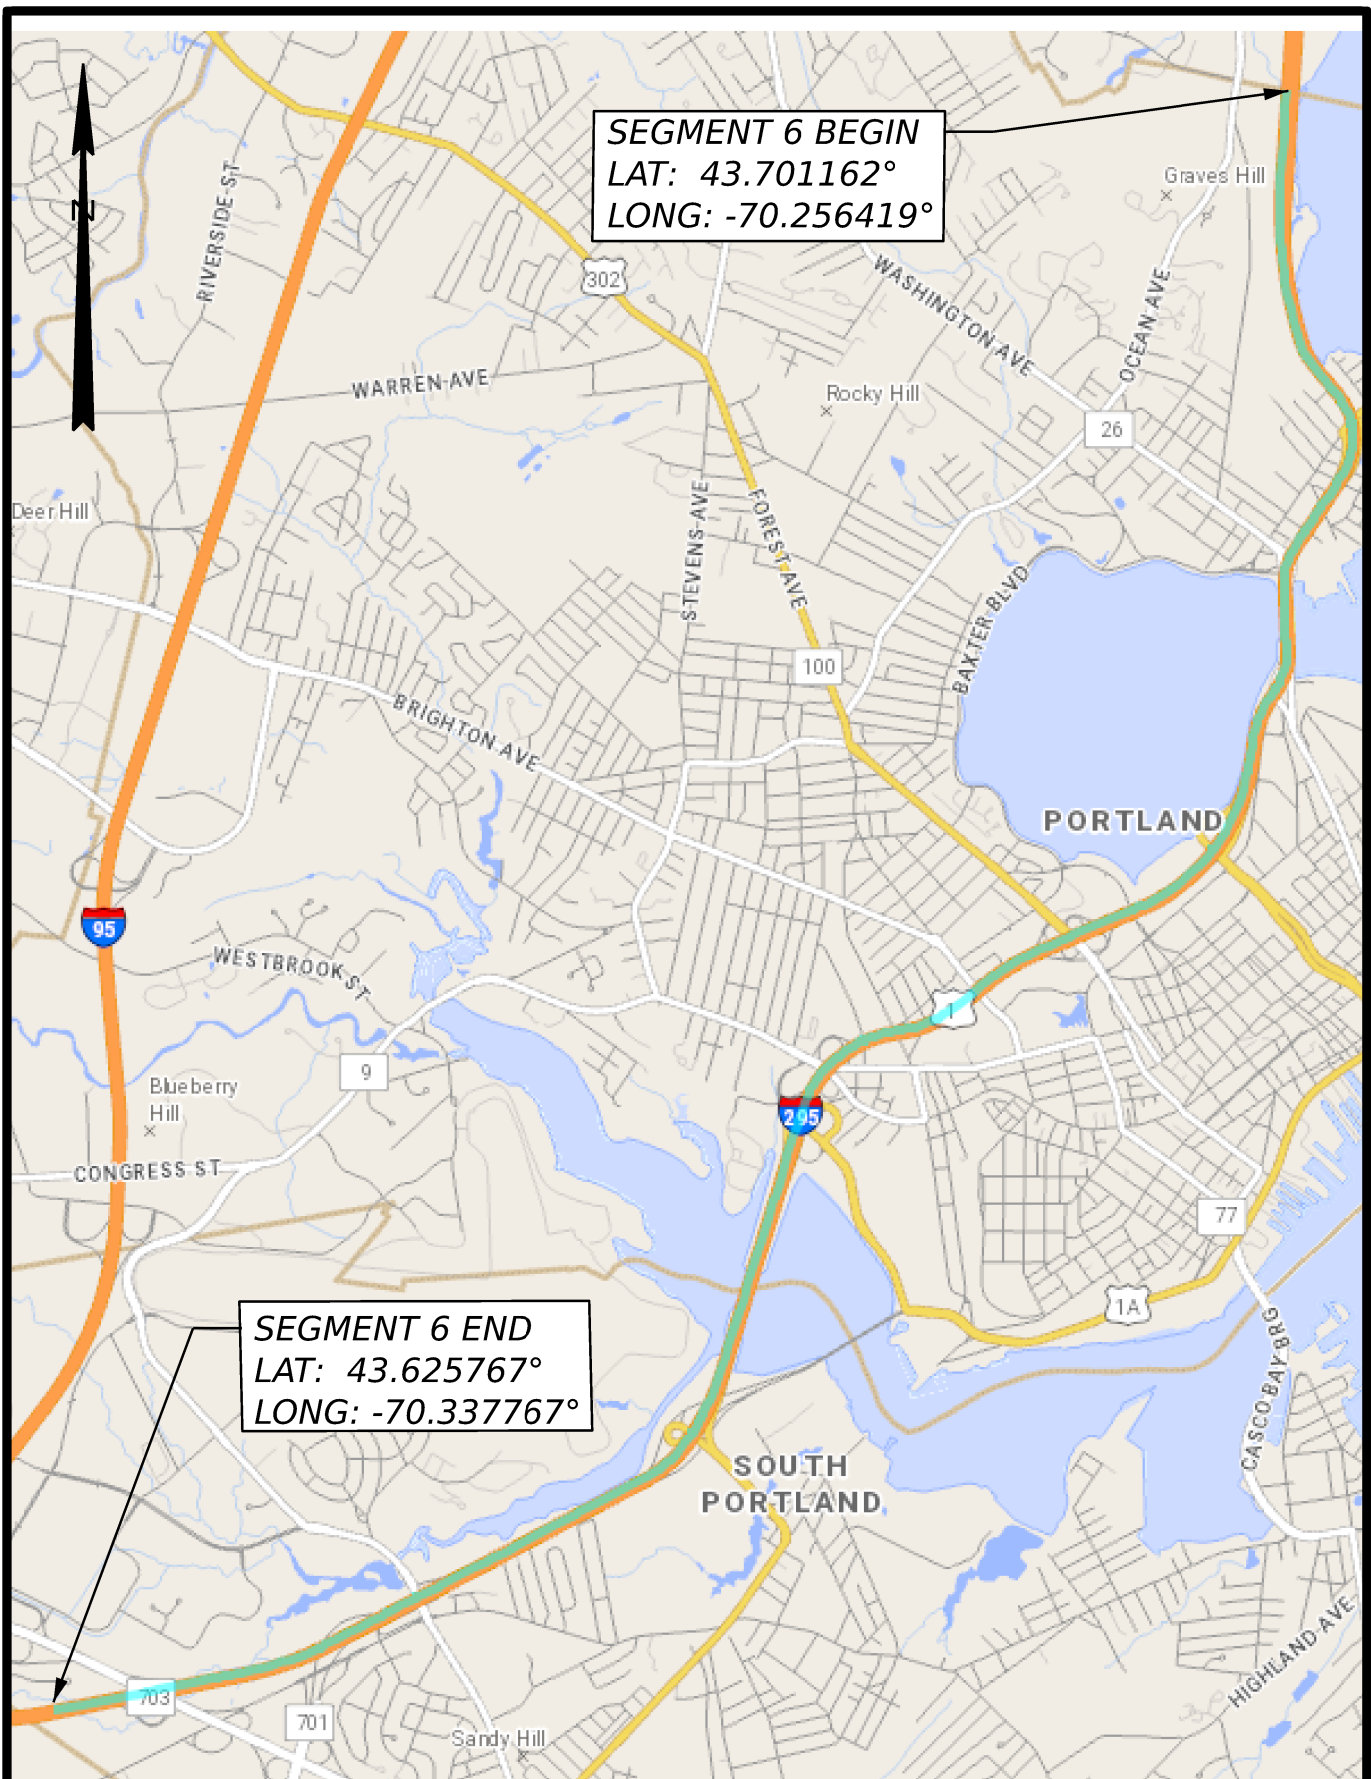 SEGMENT 6 BEGIN
LAT: 43.701162°
LONG: -70.256419°
Graves Hill
N
RIVERSIDE ST
302
WASHINGTON AVE
OCEAN AVE
WARREN AVE
Rocky Hill
26
Deer Hill
STEVENS AVE
FOREST AVE
BAXTER BLVD
100
BRIGHTON AVE
PORTLAND
95
WESTBROOK ST
1
9
Blueberry
Hill
295
CONGRESS ST
77
1A
SEGMENT 6 END
LAT: 43.625767°
LONG: -70.337767°
CASCO BAY BRG
SOUTH
PORTLAND
HIGHLAND AVE
703
701
Sandy Hill